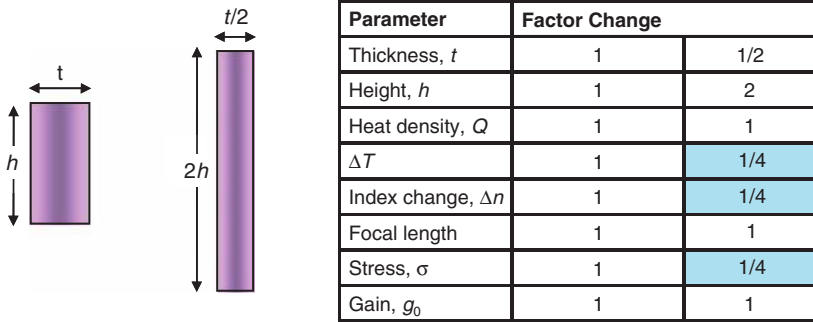 t
h
t/2
2h
Parameter Factor Change
Thickness, t 1 1/2
Height, h 1 2
Heat density, Q 1 1
ΔT 1 1/4
Index change, Δn 1 1/4
Focal length 1 1
Stress, σ 1 1/4
Gain, g₀ 1 1